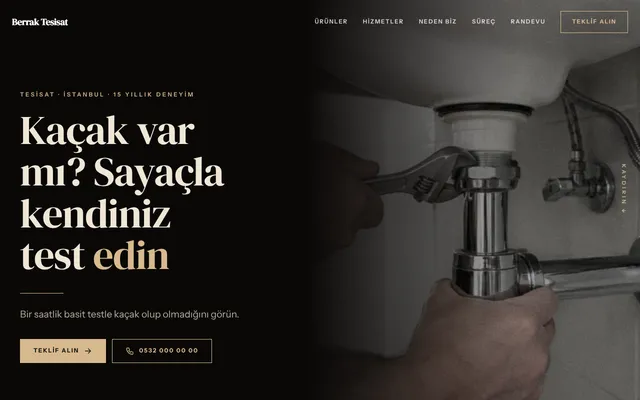 Berrak Tesisat
ÜRÜNLER
HİZMETLER
NEDEN BİZ
SÜREÇ
RANDEVU
TEKLİF ALIN
TESİSAT · İSTANBUL · 15 YILLIK DENEYİM
Kaçak var
mı? Sayaçla
kendiniz
test edin
Bir saatlik basit testle kaçak olup olmadığını görün.
TEKLİF ALIN →
0532 000 00 00
KAYDIRIN